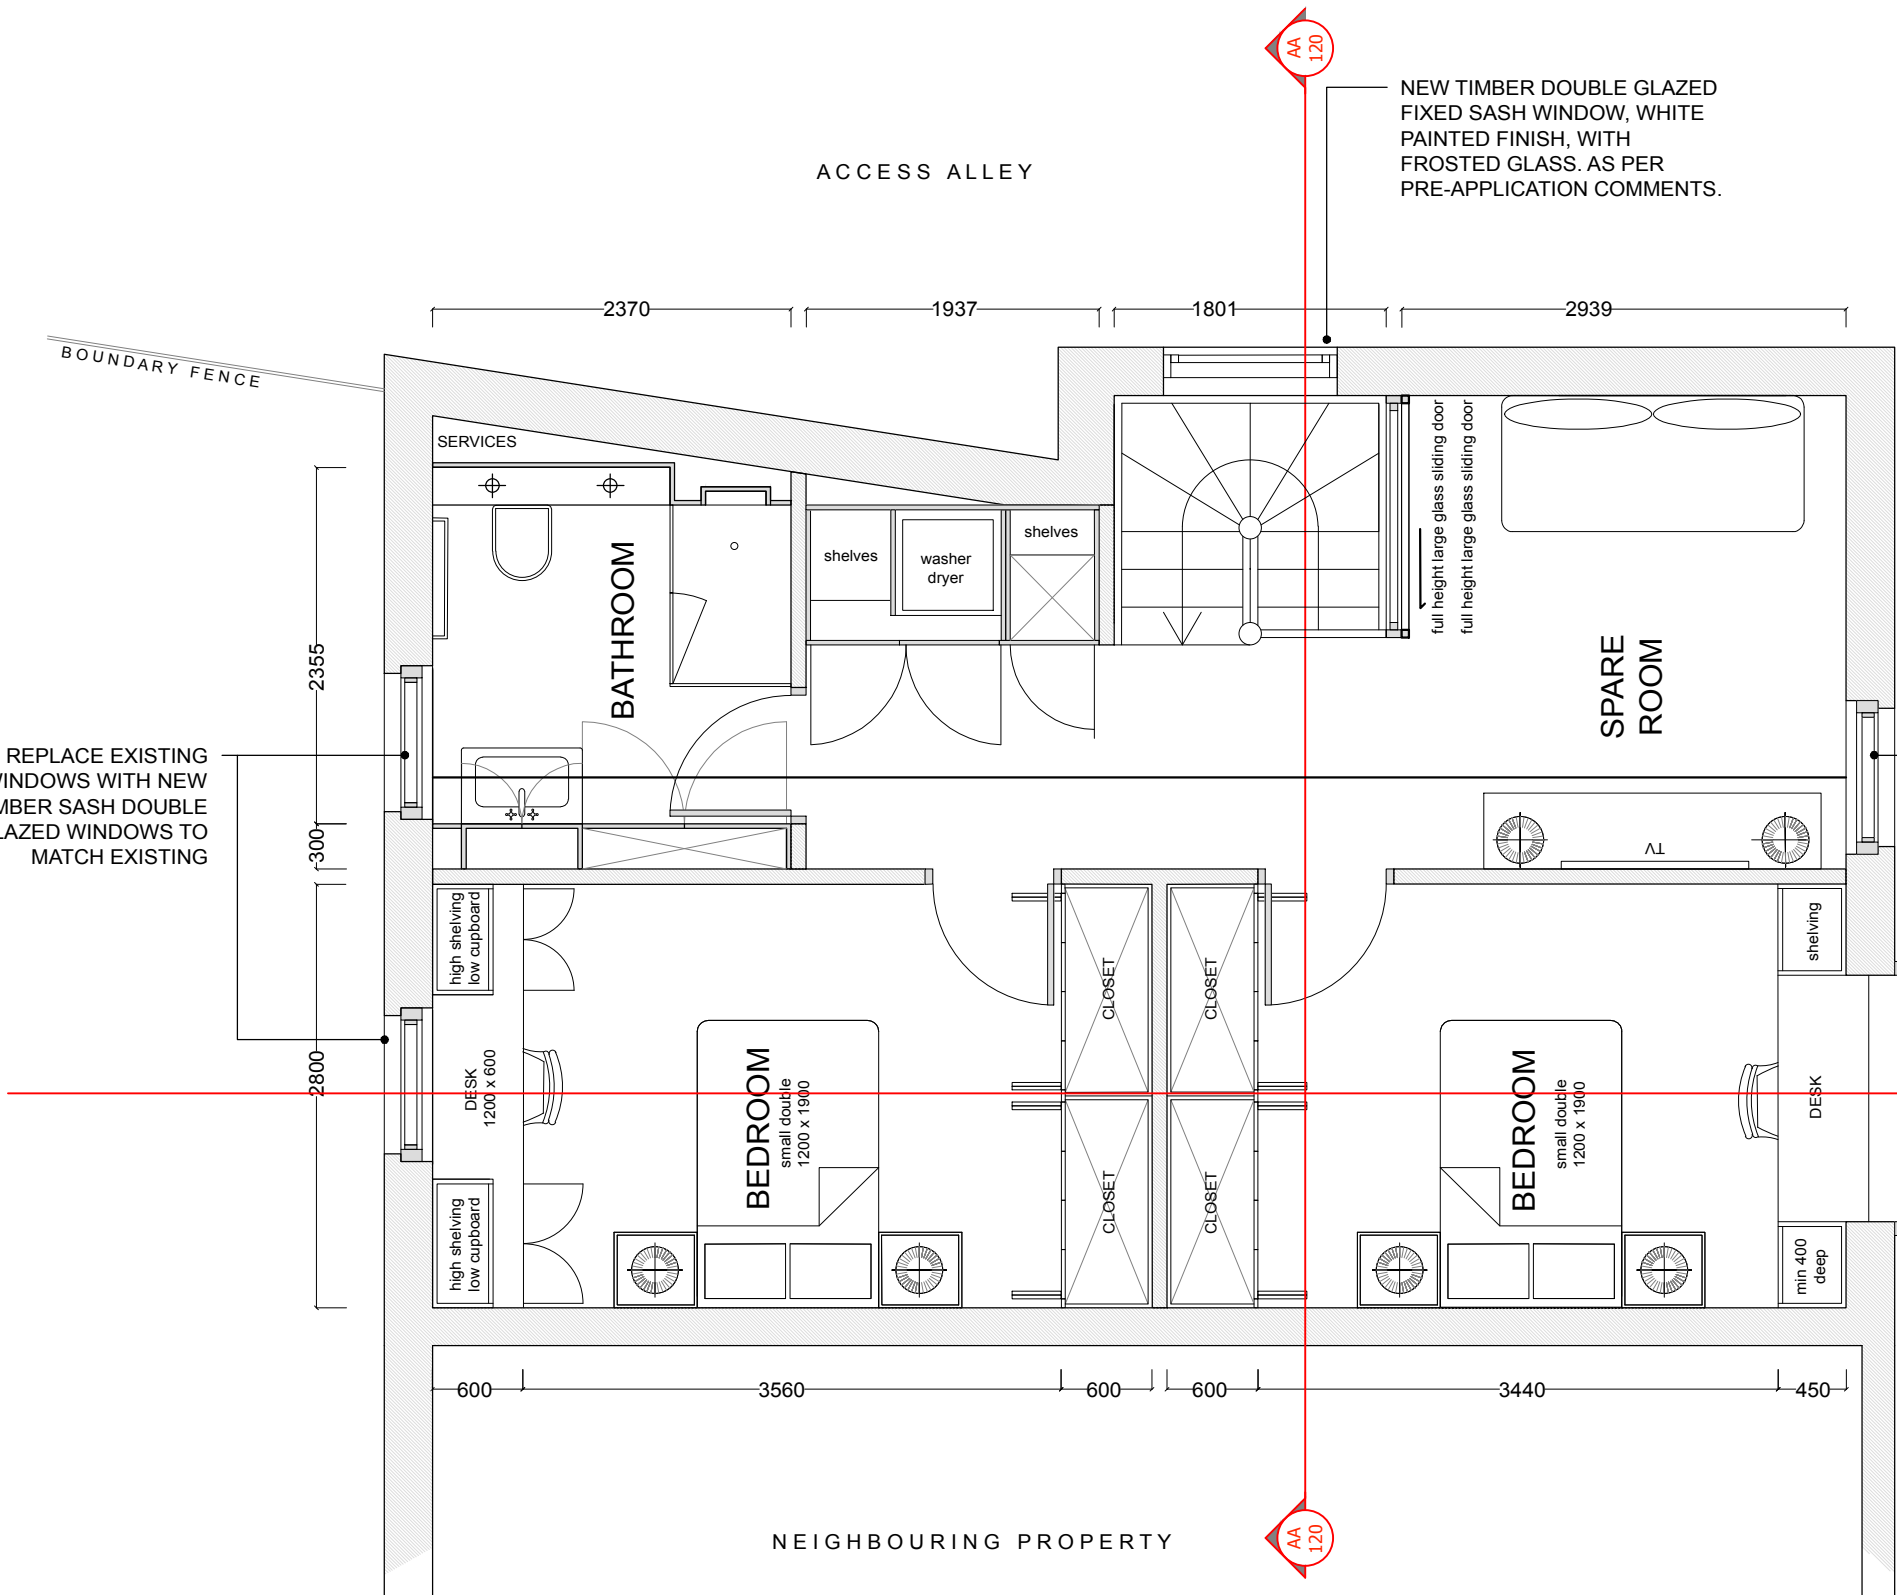 AA
120
NEW TIMBER DOUBLE GLAZED
FIXED SASH WINDOW, WHITE
PAINTED FINISH, WITH
FROSTED GLASS. AS PER
PRE-APPLICATION COMMENTS.
ACCESS ALLEY
2370
1937
1801
2939
BOUNDARY FENCE
SERVICES
shelves
washer
dryer
shelves
full height large glass sliding door
full height large glass sliding door
BATHROOM
SPARE
ROOM
2355
300
2800
REPLACE EXISTING
WINDOWS WITH NEW
TIMBER SASH DOUBLE
GLAZED WINDOWS TO
MATCH EXISTING
TV
high shelving
low cupboard
CLOSET
CLOSET
shelving
DESK
1200 x 600
BEDROOM
small double
1200 x 1900
BEDROOM
small double
1200 x 1900
DESK
high shelving
low cupboard
CLOSET
CLOSET
min 400
deep
600
3560
600
600
3440
450
NEIGHBOURING PROPERTY
AA
120